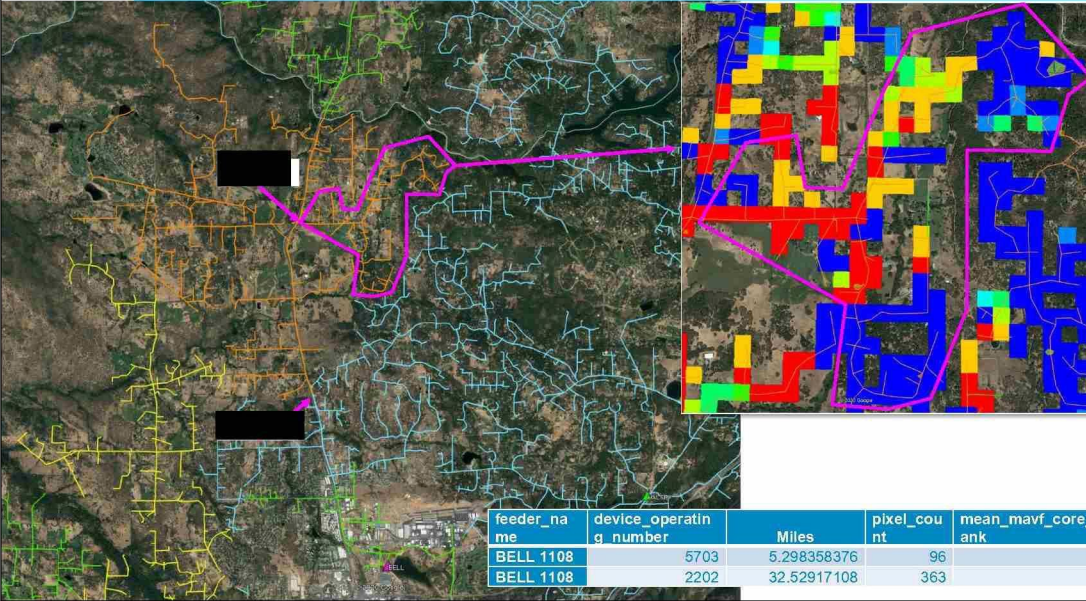 BELL
feeder_na device_operatin pixel_cou mean_mavf_core
me g_number Miles nt ank
BELL 1108 5703 5.298358376 96
BELL 1108 2202 32.52917108 363